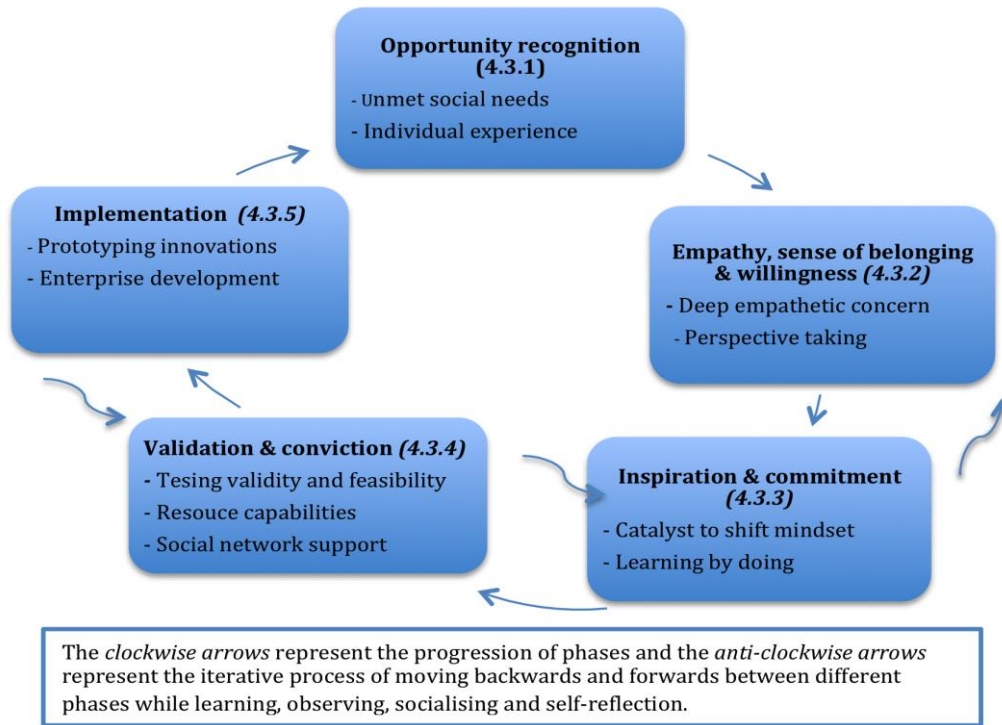 Opportunity recognition
(4.3.1)
- Unmet social needs
- Individual experience
Empathy, sense of belonging
& willingness (4.3.2)
- Deep empathetic concern
- Perspective taking
Inspiration & commitment
(4.3.3)
- Catalyst to shift mindset
- Learning by doing
Validation & conviction (4.3.4)
- Tesing validity and feasibility
- Resouce capabilities
- Social network support
Implementation (4.3.5)
- Prototyping innovations
- Enterprise development
The clockwise arrows represent the progression of phases and the anti-clockwise arrows
represent the iterative process of moving backwards and forwards between different
phases while learning, observing, socialising and self-reflection.